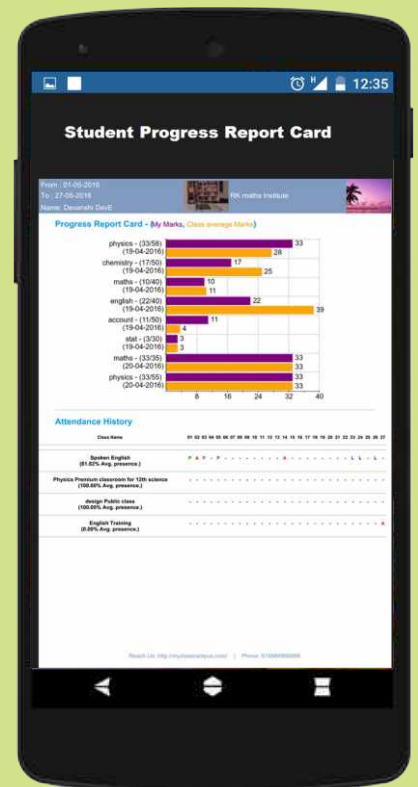 H 12:35
Student Progress Report Card
From : 01-05-2016
To : 27-05-2016
Name: Devanshi DavE
RK maths Institute
Progress Report Card - (My Marks, Class average Marks)
physics - (33/58)
(19-04-2016)
33
28
chemistry - (17/50)
(19-04-2016)
17
25
maths - (10/40)
(19-04-2016)
10
11
english - (22/40)
(19-04-2016)
22
39
account - (11/50)
(19-04-2016)
11
4
stat - (3/30)
(19-04-2016)
3
3
maths - (33/35)
(20-04-2016)
33
33
physics - (33/55)
(20-04-2016)
33
33
8 16 24 32 40
Attendance History
Class Name 01 02 03 04 05 06 07 08 09 10 11 12 13 14 15 16 17 18 19 20 21 22 23 24 25 26 27
Spoken English P A P - P - - - - - - - - A - - - - - - - - L L - L -
(81.82% Avg. presence.)
Physics Premium classroom for 12th science - - - - - - - - - - - - - - - - - - - - - - - - - - -
(100.00% Avg. presence.)
design Public class - - - - - - - - - - - - - - - - - - - - - - - - - - -
(100.00% Avg. presence.)
English Training - - - - - - - - - - - - - - - - - - - - - - - - - - A
(0.00% Avg. presence.)
Reach Us: http://myclasscampus.com/ | Phone: